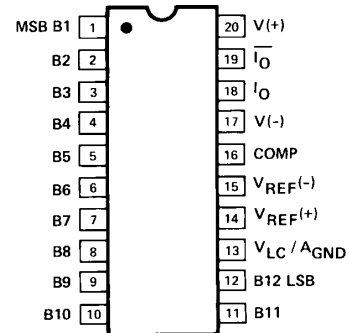 MSB B1 1 20 V(+)
B2 2 19 I̅O̅
B3 3 18 IO
B4 4 17 V(-)
B5 5 16 COMP
B6 6 15 VREF(-)
B7 7 14 VREF(+)
B8 8 13 VLC / AGND
B9 9 12 B12 LSB
B10 10 11 B11